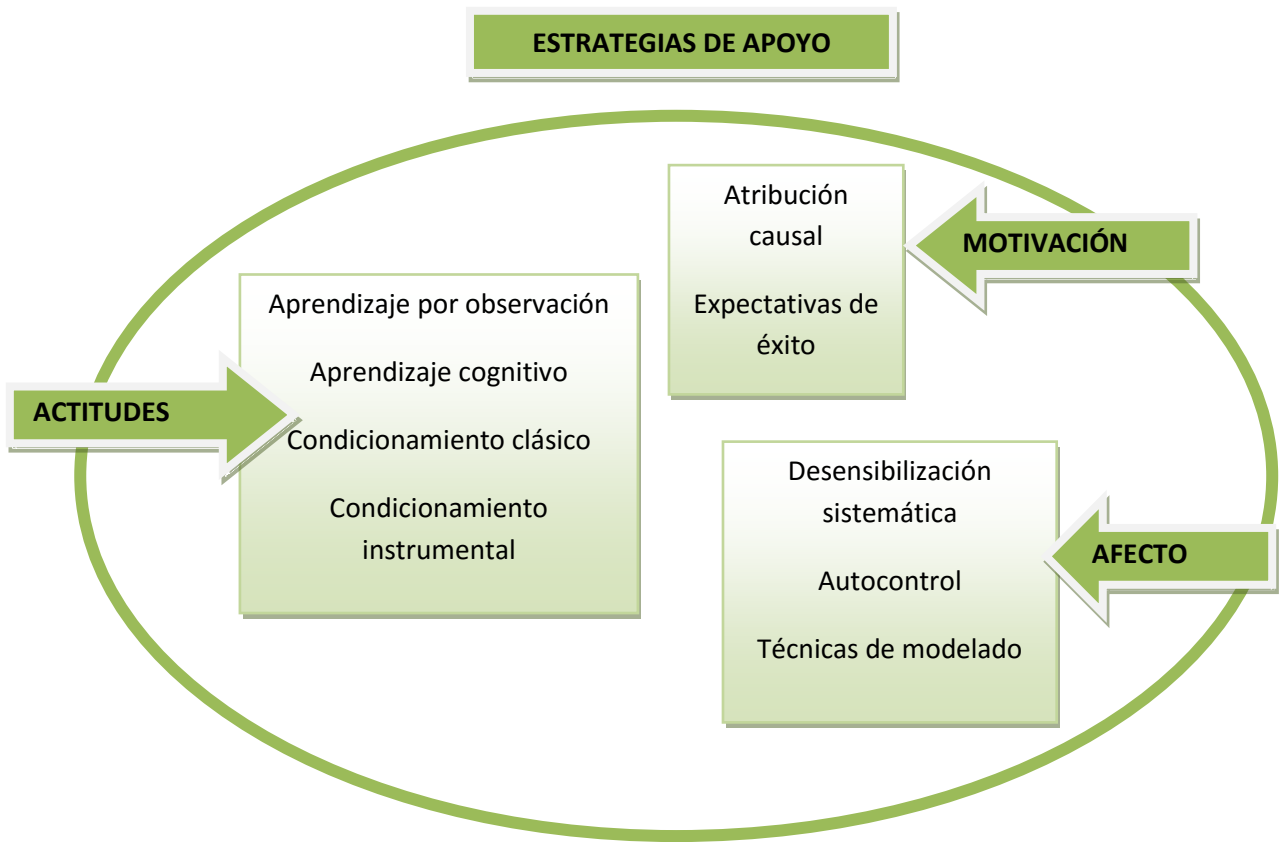 ESTRATEGIAS DE APOYO
Atribución
causal
Expectativas de
éxito
MOTIVACIÓN
Aprendizaje por observación
Aprendizaje cognitivo
Condicionamiento clásico
Condicionamiento
instrumental
ACTITUDES
Desensibilización
sistemática
Autocontrol
Técnicas de modelado
AFECTO